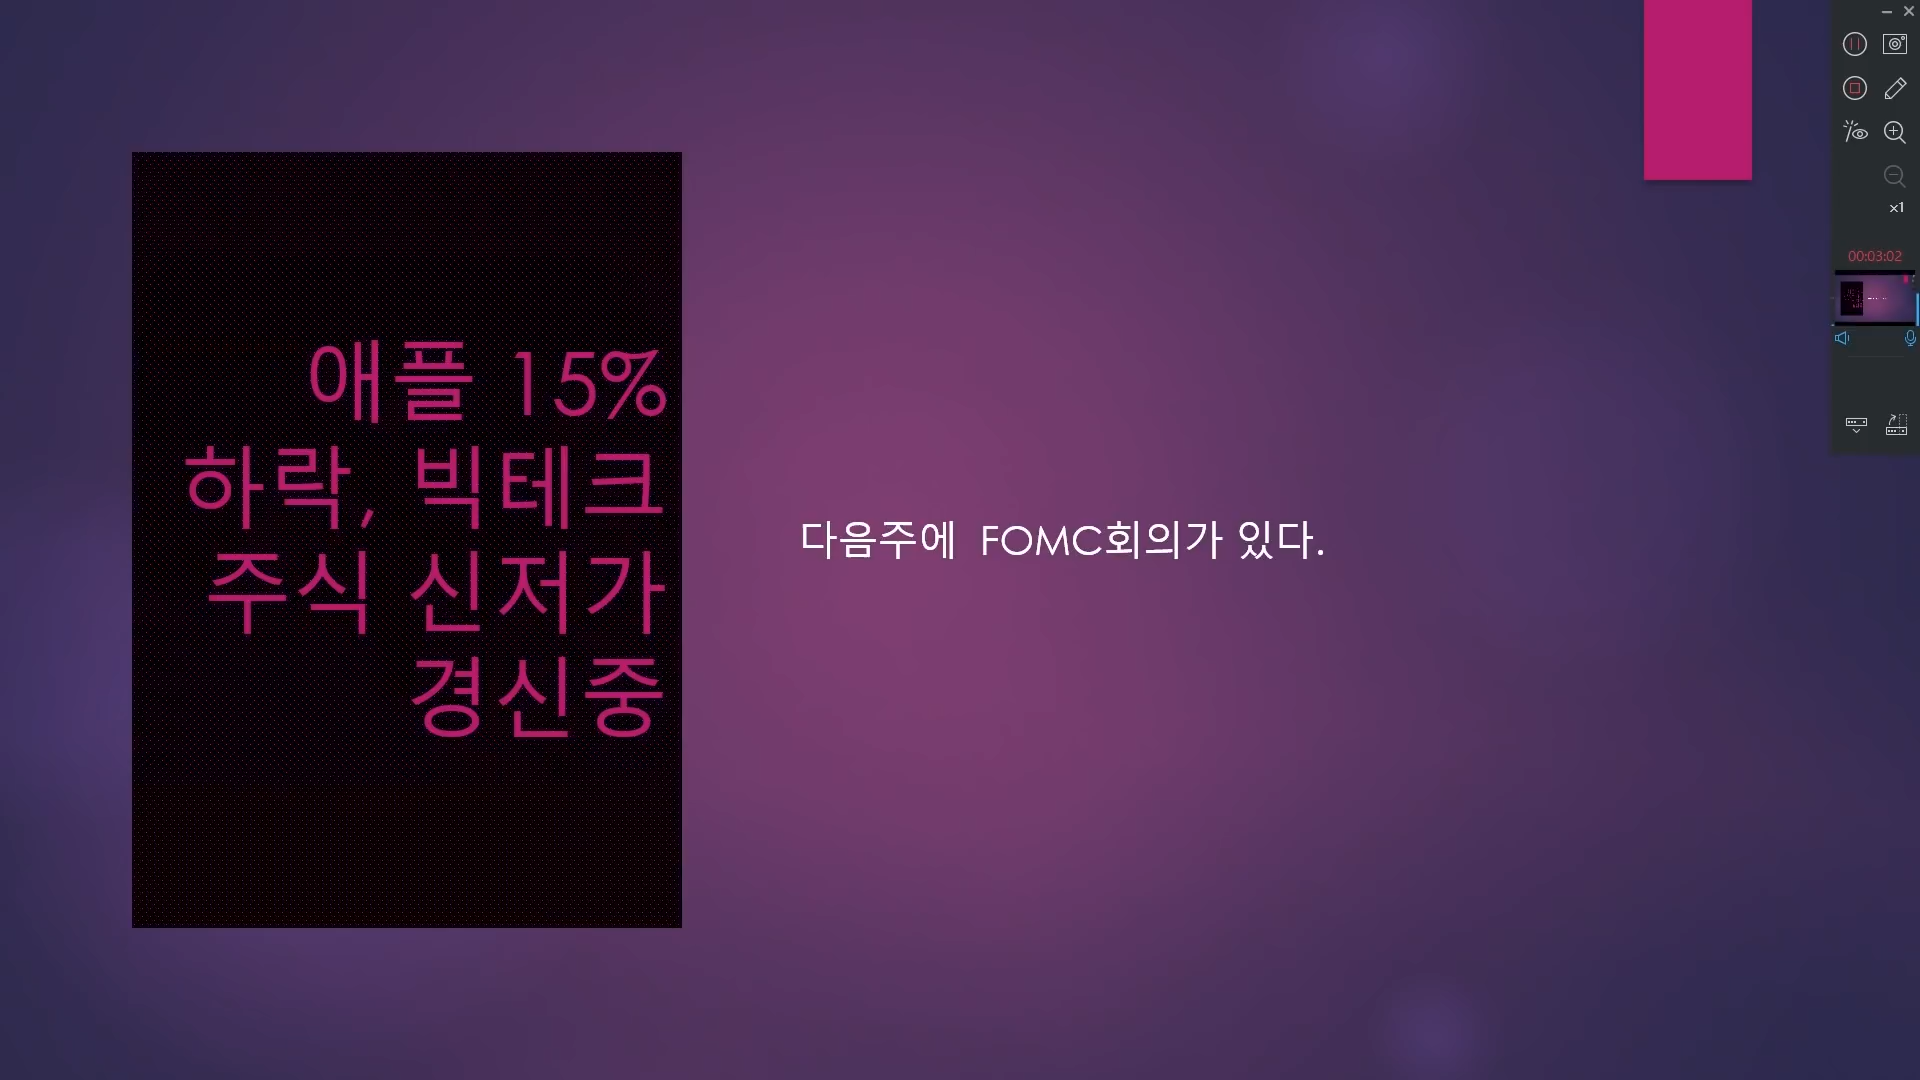 애플 15%
하락, 빅테크
주식 신저가
경신중
다음주에 FOMC회의가 있다.
x1
00:03:02